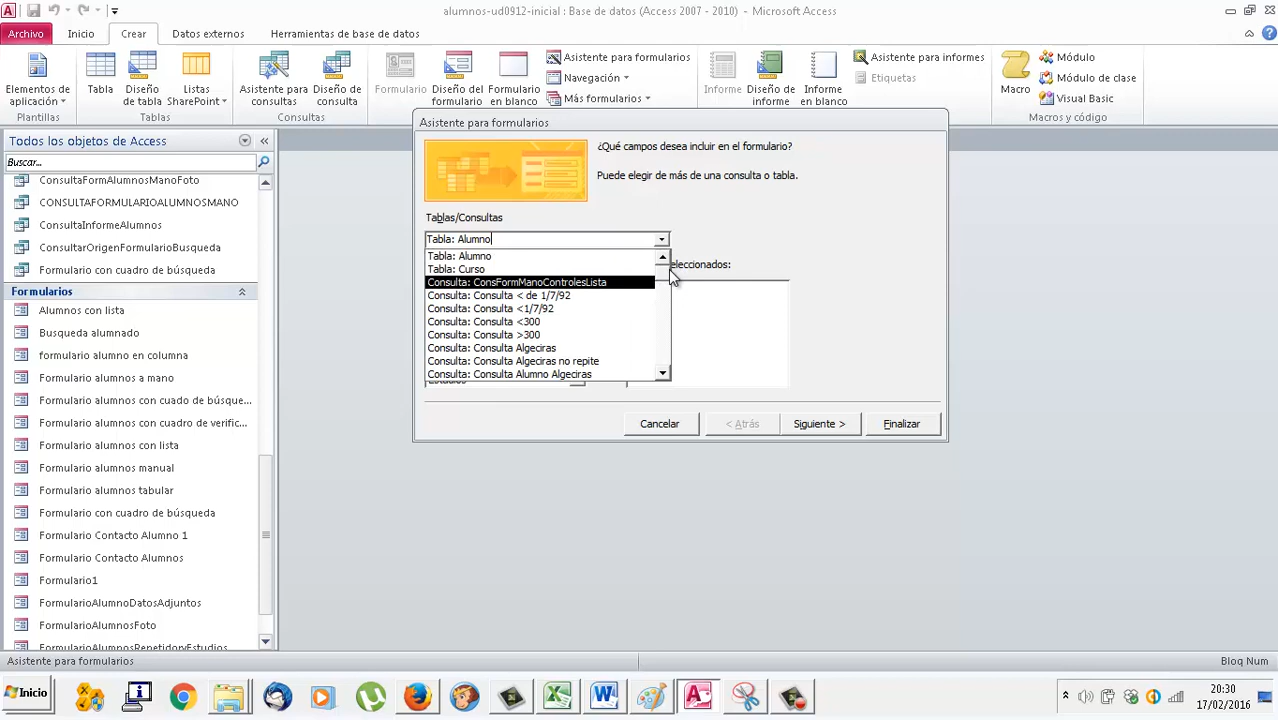 alumnos-ud0912-inicial : Base de datos (Access 2007 - 2010) - Microsoft Access
Archivo Inicio Crear Datos externos Herramientas de base de datos
Elementos de aplicación
Plantillas
Tabla
Diseño de tabla
Listas SharePoint
Tablas
Asistente para consultas
Diseño de consulta
Consultas
Formulario
Diseño del formulario
Formulario en blanco
Asistente para formularios
Navegación
Más formularios
Informe
Diseño de informe
Informe en blanco
Asistente para informes
Etiquetas
Macro
Módulo
Módulo de clase
Visual Basic
Macros y código
Todos los objetos de Access
Buscar...
ConsultaFormAlumnosManoFoto
CONSULTAFORMULARIOALUMNOSMANO
ConsultaInformeAlumnos
ConsultarOrigenFormularioBusqueda
Formulario con cuadro de búsqueda
Formularios
Alumnos con lista
Busqueda alumnado
formulario alumno en columna
formulario alumnos a mano
Formulario alumnos con cuado de búsque...
Formulario alumnos con cuadro de verific...
Formulario alumnos con lista
Formulario alumnos manual
Formulario alumnos tabular
Formulario con cuadro de búsqueda
Formulario Contacto Alumno 1
Formulario Contacto Alumnos
Formulario1
FormularioAlumnoDatosAdjuntos
FormularioAlumnosFoto
FormularioAlumnosRepetidoryEstudios
Asistente para formularios
¿Qué campos desea incluir en el formulario?
Puede elegir de más de una consulta o tabla.
Tablas/Consultas
Tabla: Alumno
Tabla: Alumno
Tabla: Curso
Consulta: ConsFormManoControlesLista
Consulta: Consulta < de 1/7/92
Consulta: Consulta <1/7/92
Consulta: Consulta <300
Consulta: Consulta >300
Consulta: Consulta Algeciras
Consulta: Consulta Algeciras no repite
Consulta: Consulta Alumno Algeciras
eleccionados:
Estudios
Cancelar < Atrás Siguiente > Finalizar
Asistente para formularios
Bloq Num
Inicio
20:30
17/02/2016